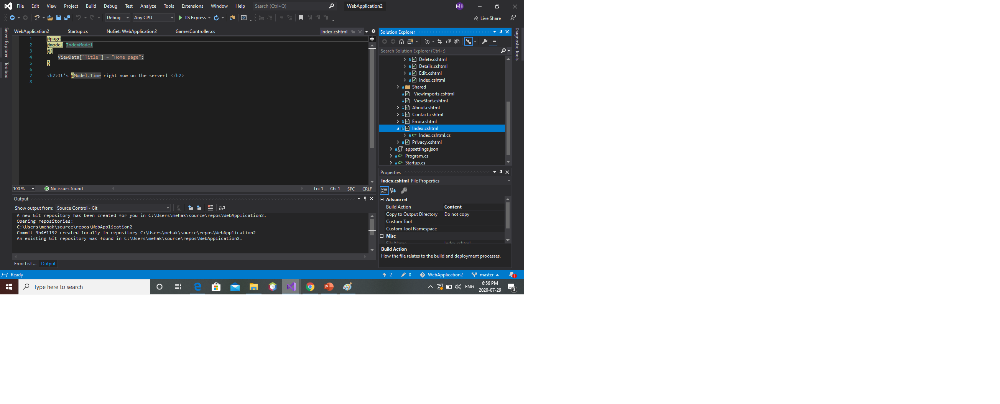 File Edit View Project Build Debug Test Analyze Tools Extensions Window Help Search (Ctrl+Q) WebApplication2 MK
Debug Any CPU IIS Express Live Share
Server Explorer
Toolbox
WebApplication2 Startup.cs NuGet: WebApplication2 GamesController.cs Index.cshtml
1 @page
2 @model IndexModel
3 @{
4 ViewData["Title"] = "Home page";
5 }
6
7 <h2>It's @Model.Time right now on the server! </h2>
8
100 % No issues found Ln: 1 Ch: 1 SPC CRLF
Output
Show output from: Source Control - Git
A new Git repository has been created for you in C:\Users\mehak\source\repos\WebApplication2.
Opening repositories:
C:\Users\mehak\source\repos\WebApplication2
Commit 9b4f1192 created locally in repository C:\Users\mehak\source\repos\WebApplication2
An existing Git repository was found in C:\Users\mehak\source\repos\WebApplication2.
Error List ... Output
Solution Explorer
Search Solution Explorer (Ctrl+;)
Delete.cshtml
Details.cshtml
Edit.cshtml
Index.cshtml
Shared
_ViewImports.cshtml
_ViewStart.cshtml
About.cshtml
Contact.cshtml
Error.cshtml
Index.cshtml
C# Index.cshtml.cs
Privacy.cshtml
appsettings.json
C# Program.cs
C# Startup.cs
Properties
Index.cshtml File Properties
Advanced
Build Action Content
Copy to Output Directory Do not copy
Custom Tool
Custom Tool Namespace
Misc
File Name Index.cshtml
Build Action
How the file relates to the build and deployment processes.
Diagnostic Tools
Ready 2 0 WebApplication2 master 1
Type here to search ENG 6:56 PM
2020-07-29 3